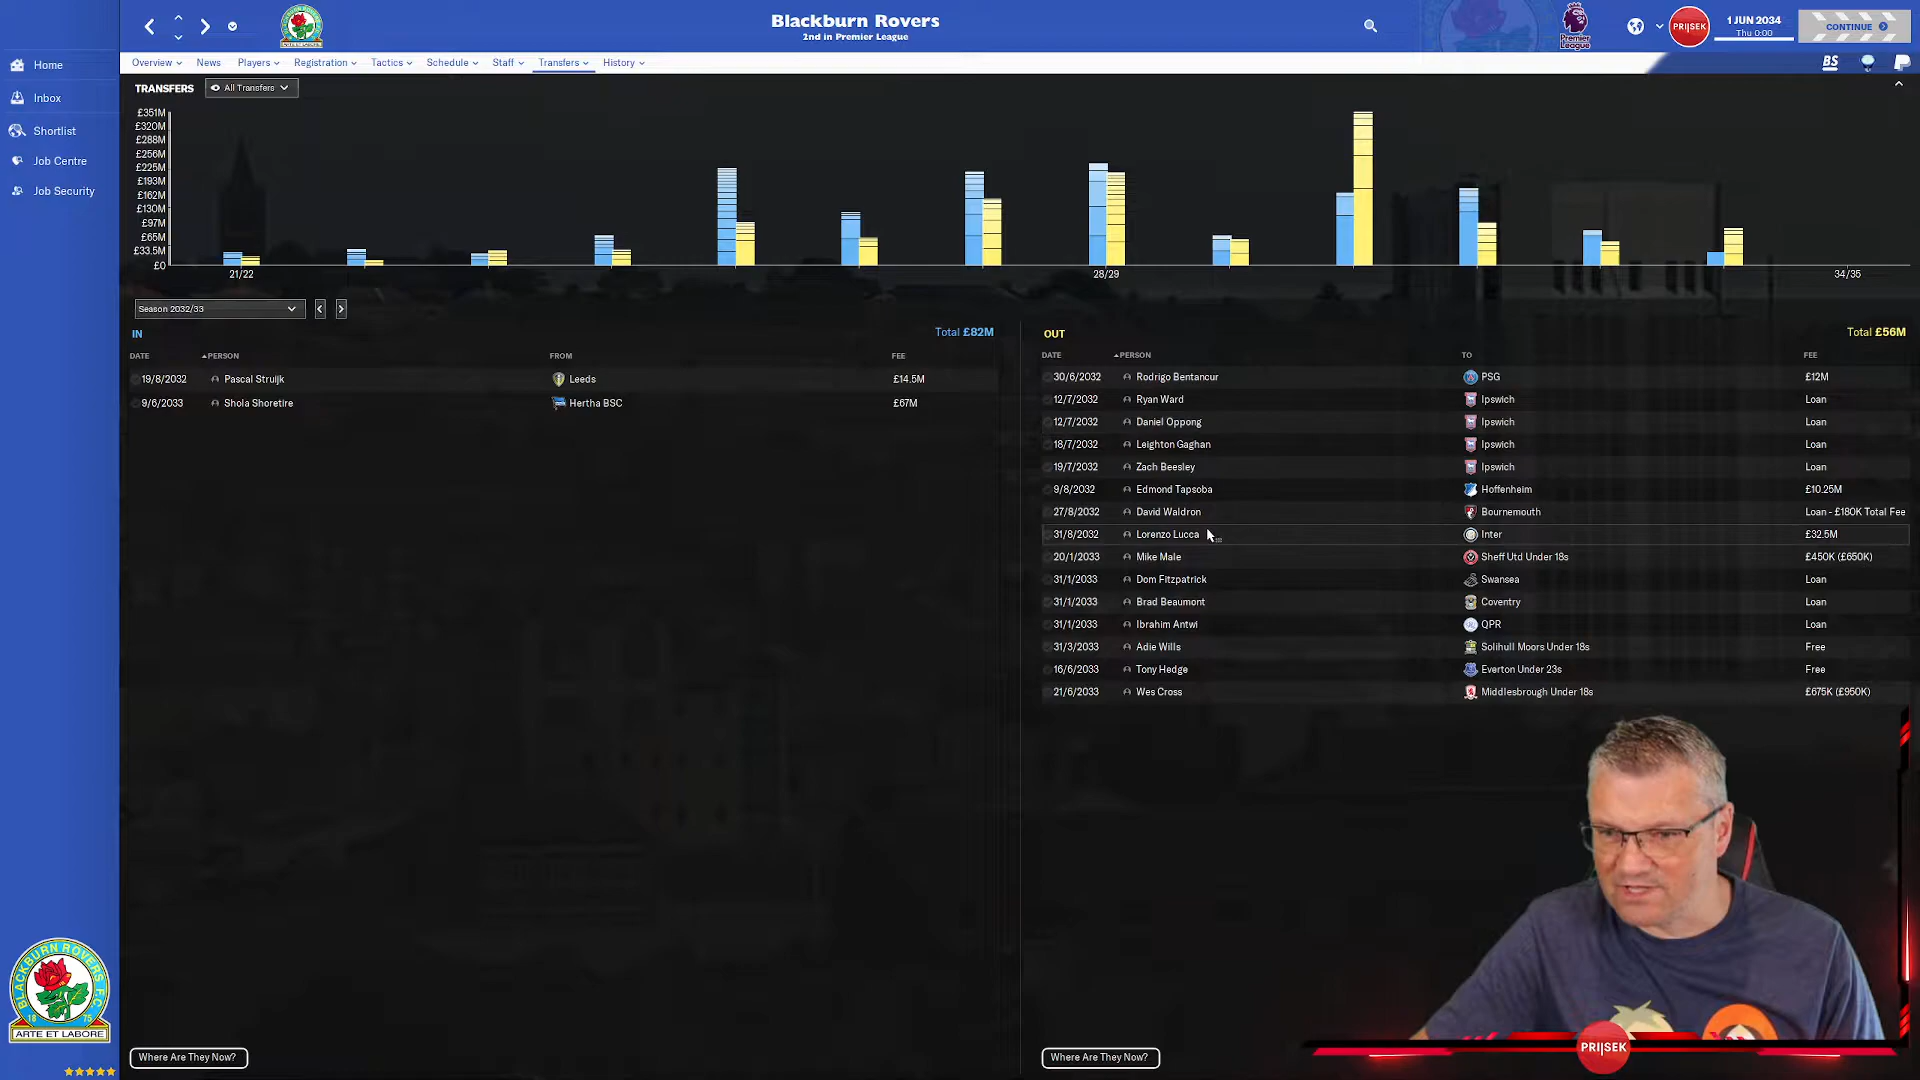 Blackburn Rovers
2nd in Premier League
Premier League
PRIJSEK
1 JUN 2034
Thu 0:00
CONTINUE
Home
Inbox
Shortlist
Job Centre
Job Security
Overview
News
Players
Registration
Tactics
Schedule
Staff
Transfers
History
BS
TRANSFERS
All Transfers
£351M
£320M
£288M
£256M
£225M
£193M
£162M
£130M
£97M
£65M
£33.5M
£0
21/22
28/29
34/35
Season 2032/33
IN
Total £82M
DATE PERSON FROM FEE
19/8/2032 Pascal Struijk Leeds £14.5M
9/6/2033 Shola Shoretire Hertha BSC £67M
OUT
Total £56M
DATE PERSON TO FEE
30/6/2032 Rodrigo Bentancur PSG £12M
12/7/2032 Ryan Ward Ipswich Loan
12/7/2032 Daniel Oppong Ipswich Loan
18/7/2032 Leighton Gaghan Ipswich Loan
19/7/2032 Zach Beesley Ipswich Loan
9/8/2032 Edmond Tapsoba Hoffenheim £10.25M
27/8/2032 David Waldron Bournemouth Loan - £180K Total Fee
31/8/2032 Lorenzo Lucca Inter £32.5M
20/1/2033 Mike Male Sheff Utd Under 18s £450K (£650K)
31/1/2033 Dom Fitzpatrick Swansea Loan
31/1/2033 Brad Beaumont Coventry Loan
31/1/2033 Ibrahim Antwi QPR Loan
31/3/2033 Adie Wills Solihull Moors Under 18s Free
16/6/2033 Tony Hedge Everton Under 23s Free
21/6/2033 Wes Cross Middlesbrough Under 18s £675K (£950K)
BLACKBURN ROVERS F.C.
18 75
ARTE ET LABORE
Where Are They Now?
Where Are They Now?
PRIJSEK